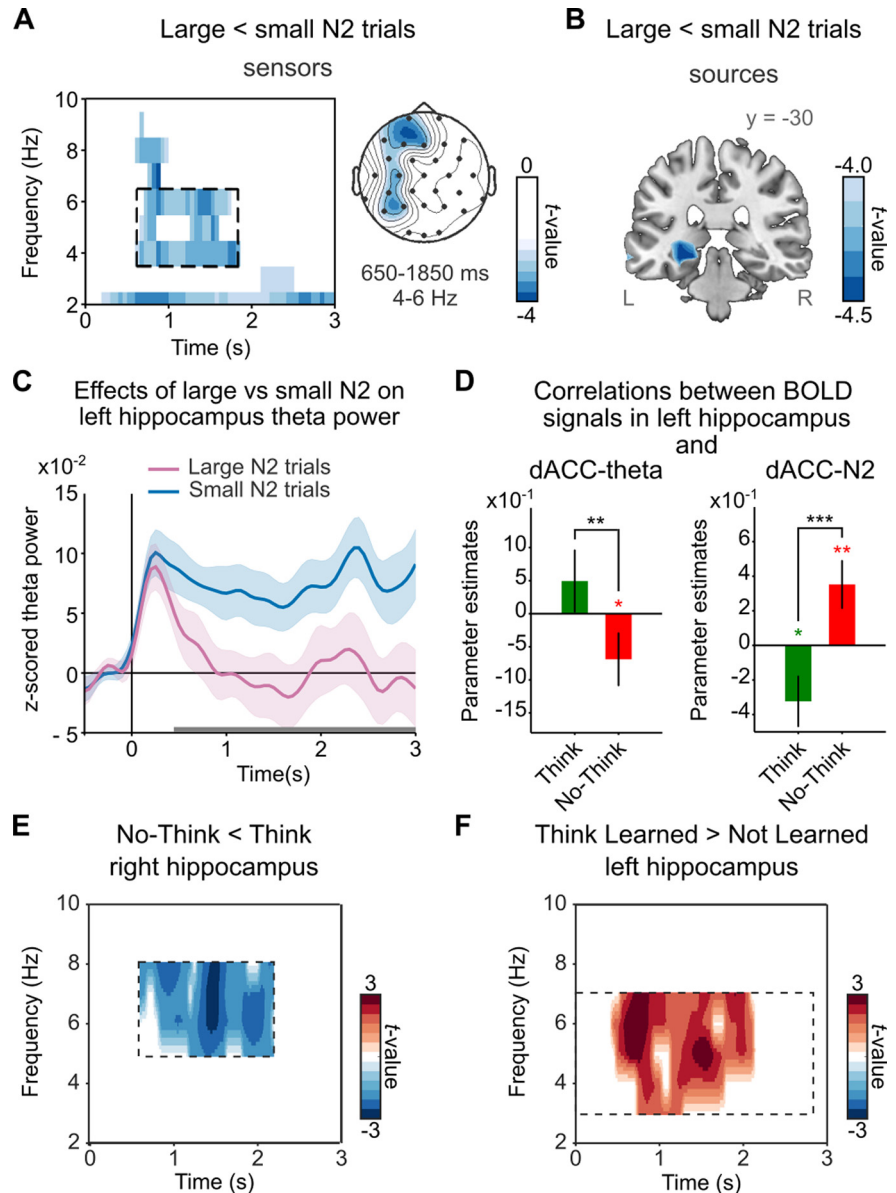 A
Large < small N2 trials
sensors
Frequency (Hz)
10
8
6
4
2
0
1
2
3
Time (s)
650-1850 ms
4-6 Hz
0
-4
t-value
B
Large < small N2 trials
sources
y = -30
L
R
-4.0
-4.5
t-value
C
Effects of large vs small N2 on
left hippocampus theta power
x10-2
Large N2 trials
Small N2 trials
z-scored theta power
15
10
5
0
- 5
0
1
2
3
Time(s)
D
Correlations between BOLD
signals in left hippocampus
and
dACC-theta
x10-1
Parameter estimates
10
5
0
-5
-10
-15
**
*
Think
No-Think
dACC-N2
x10-1
Parameter estimates
4
2
0
-2
-4
***
**
*
Think
No-Think
E
No-Think < Think
right hippocampus
Frequency (Hz)
10
8
6
4
2
0
1
2
3
Time (s)
3
-3
t-value
F
Think Learned > Not Learned
left hippocampus
Frequency (Hz)
10
8
6
4
2
0
1
2
3
Time (s)
3
-3
t-value